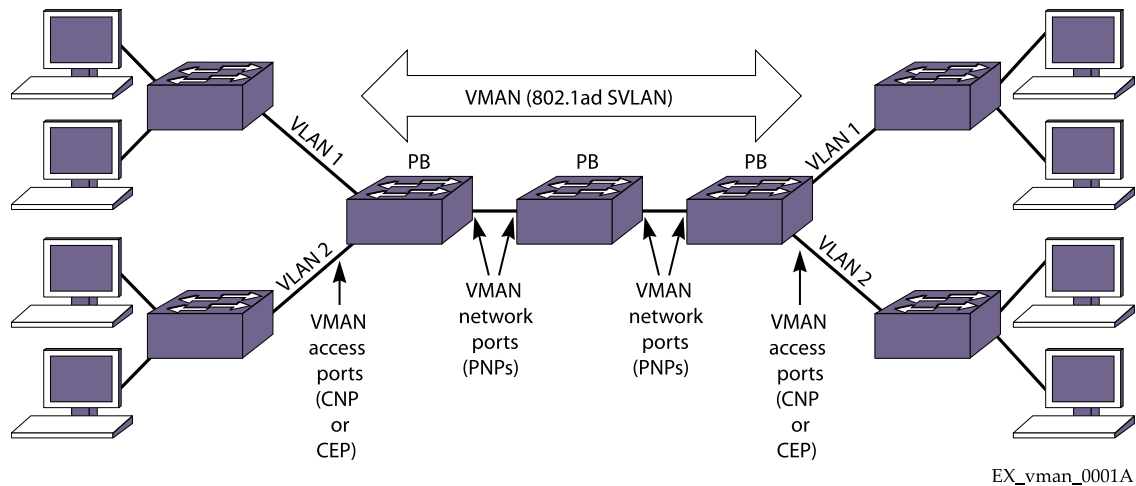 VMAN (802.1ad SVLAN)
VLAN 1
PB
PB
PB
VLAN 1
VLAN 2
VLAN 2
VMAN
access
ports
(CNP
or
CEP)
VMAN
network
ports
(PNPs)
VMAN
network
ports
(PNPs)
VMAN
access
ports
(CNP
or
CEP)
EX_vman_0001A